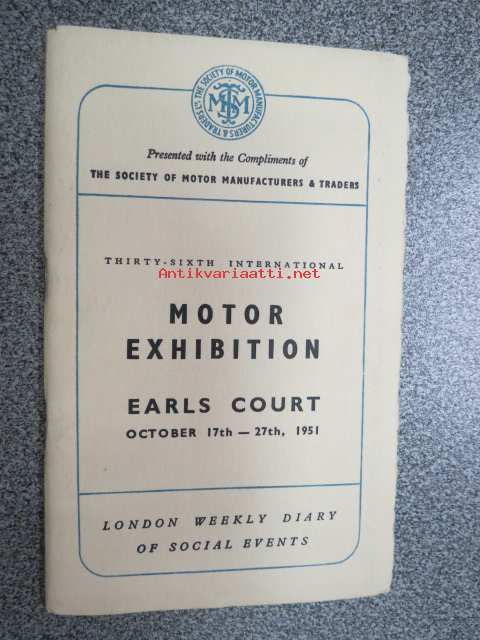 THE SOCIETY OF MOTOR MANUFACTURERS & TRADERS LTD
SMMT
Presented with the Compliments of
THE SOCIETY OF MOTOR MANUFACTURERS & TRADERS
THIRTY-SIXTH INTERNATIONAL
Antikvariaatti.net
MOTOR
EXHIBITION
EARLS COURT
OCTOBER 17th — 27th, 1951
LONDON WEEKLY DIARY
OF SOCIAL EVENTS